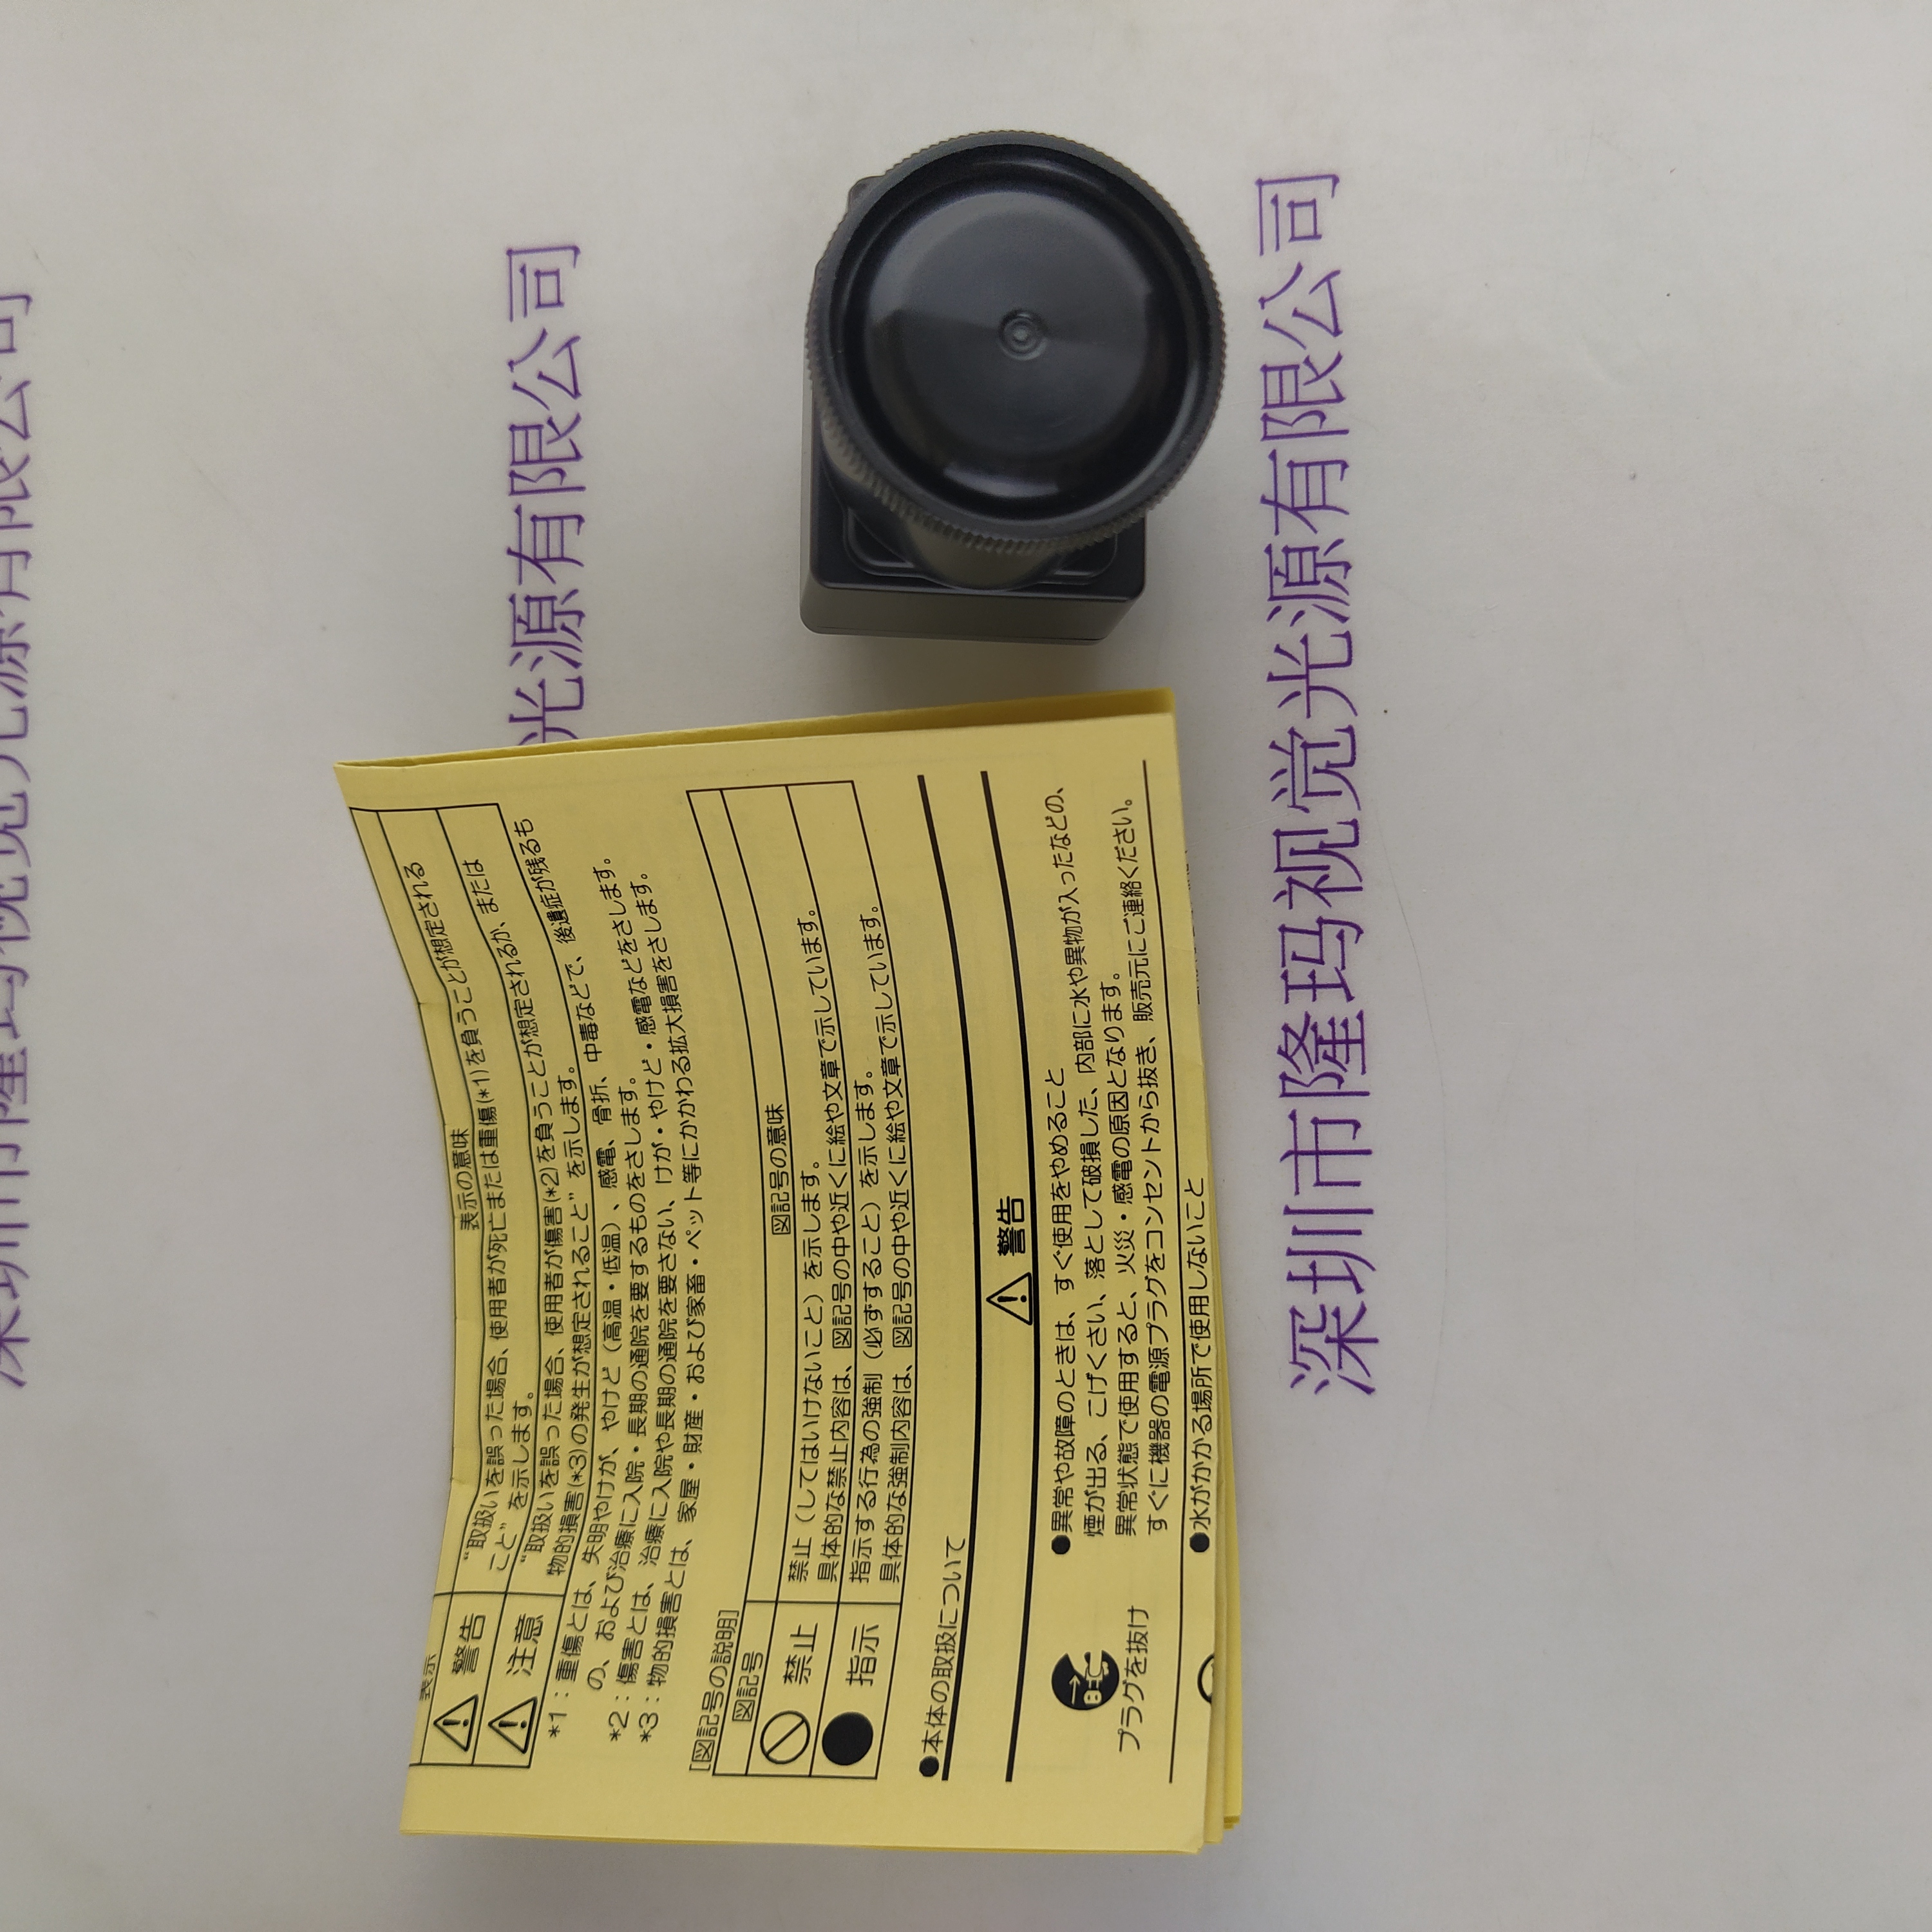 深圳市隆玛视觉光源有限公司
光源有限公司
深圳市隆玛视觉光源有限公司
表示
表示の意味
警告
“取扱いを誤った場合、使用者が死亡または重傷(*1)を負うことが想定される
こと”を示します。
注意
“取扱いを誤った場合、使用者が傷害(*2)を負うことが想定されるか、または
物的損害(*3)の発生が想定されること”を示します。
*1：重傷とは、失明やけが、やけど（高温・低温）、感電、骨折、中毒などで、後遺症が残るも
の、および治療に入院・長期の通院を要するものをさします。
*2：傷害とは、治療に入院や長期の通院を要さない、けが・やけど・感電などをさします。
*3：物的損害とは、家屋・財産・および家畜・ペット等にかかわる拡大損害をさします。
[図記号の説明]
図記号
図記号の意味
禁止
禁止（してはいけないこと）を示します。
具体的な禁止内容は、図記号の中や近くに絵や文章で示しています。
指示
指示する行為の強制（必ずすること）を示します。
具体的な強制内容は、図記号の中や近くに絵や文章で示しています。
●本体の取扱について
警告
プラグを抜け
●異常や故障のときは、すぐ使用をやめること
煙が出る、こげくさい、落として破損した、内部に水や異物が入ったなどの、
異常状態で使用すると、火災・感電の原因となります。
すぐに機器の電源プラグをコンセントから抜き、販売元にご連絡ください。
●水がかかる場所で使用しないこと